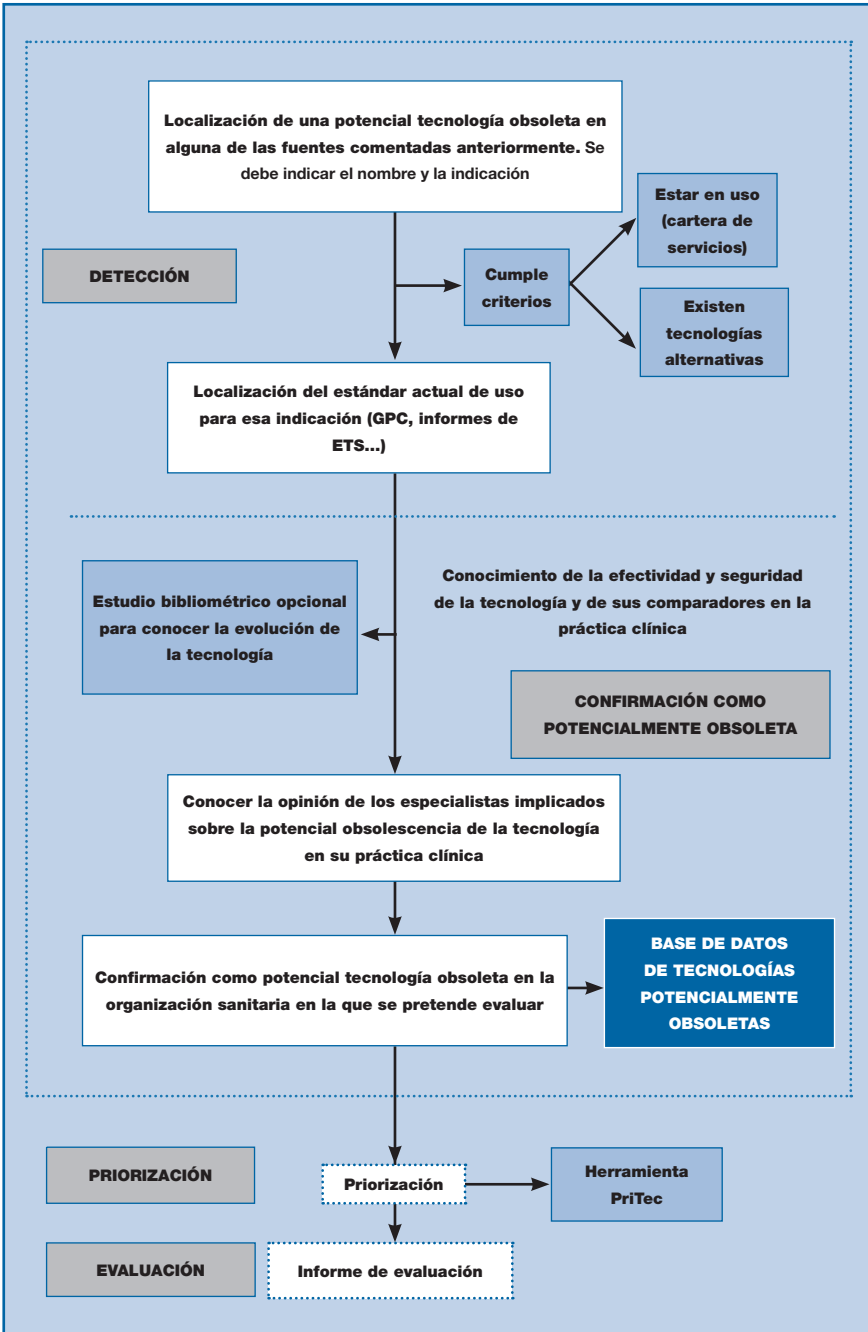 Localización de una potencial tecnología obsoleta en
alguna de las fuentes comentadas anteriormente. Se
debe indicar el nombre y la indicación
Estar en uso
(cartera de
servicios)
DETECCIÓN
Cumple
criterios
Existen
tecnologías
alternativas
Localización del estándar actual de uso
para esa indicación (GPC, informes de
ETS...)
Estudio bibliométrico opcional
para conocer la evolución de
la tecnología
Conocimiento de la efectividad y seguridad
de la tecnología y de sus comparadores en la
práctica clínica
CONFIRMACIÓN COMO
POTENCIALMENTE OBSOLETA
Conocer la opinión de los especialistas implicados
sobre la potencial obsolescencia de la tecnología
en su práctica clínica
Confirmación como potencial tecnología obsoleta en la
organización sanitaria en la que se pretende evaluar
BASE DE DATOS
DE TECNOLOGÍAS
POTENCIALMENTE
OBSOLETAS
PRIORIZACIÓN
Priorización
Herramienta
PriTec
EVALUACIÓN
Informe de evaluación